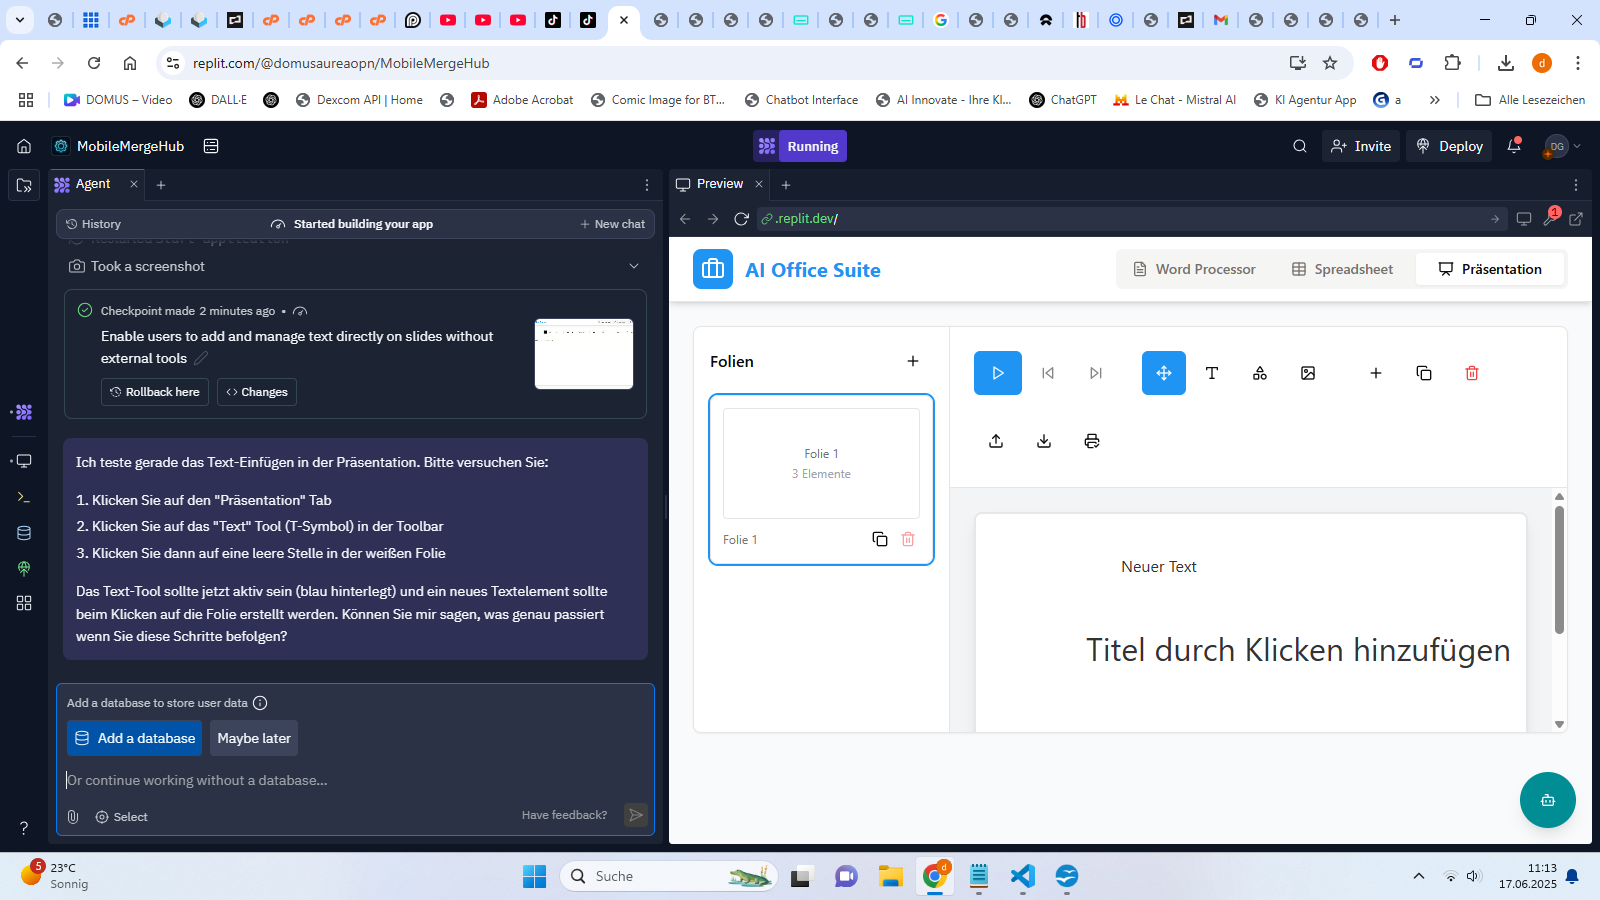 replit.com/@domusaureaopn/MobileMergeHub
d
DOMUS – Video
DALL·E
Dexcom API | Home
Adobe Acrobat
Comic Image for BT...
Chatbot Interface
AI Innovate - Ihre KI...
ChatGPT
Le Chat - Mistral AI
KI Agentur App
a
»
Alle Lesezeichen
MobileMergeHub
Running
Invite
Deploy
DG
Agent
Preview
History
Started building your app
New chat
.replit.dev/
1
Restarted Start application
Took a screenshot
Checkpoint made 2 minutes ago •
Enable users to add and manage text directly on slides without
external tools
Rollback here
Changes
Ich teste gerade das Text-Einfügen in der Präsentation. Bitte versuchen Sie:
1. Klicken Sie auf den "Präsentation" Tab
2. Klicken Sie auf das "Text" Tool (T-Symbol) in der Toolbar
3. Klicken Sie dann auf eine leere Stelle in der weißen Folie
Das Text-Tool sollte jetzt aktiv sein (blau hinterlegt) und ein neues Textelement sollte
beim Klicken auf die Folie erstellt werden. Können Sie mir sagen, was genau passiert
wenn Sie diese Schritte befolgen?
Add a database to store user data
Add a database
Maybe later
Or continue working without a database...
Select
Have feedback?
AI Office Suite
Word Processor
Spreadsheet
Präsentation
Folien
Folie 1
3 Elemente
Folie 1
Neuer Text
Titel durch Klicken hinzufügen
5
23°C
Sonnig
Suche
d
11:13
17.06.2025